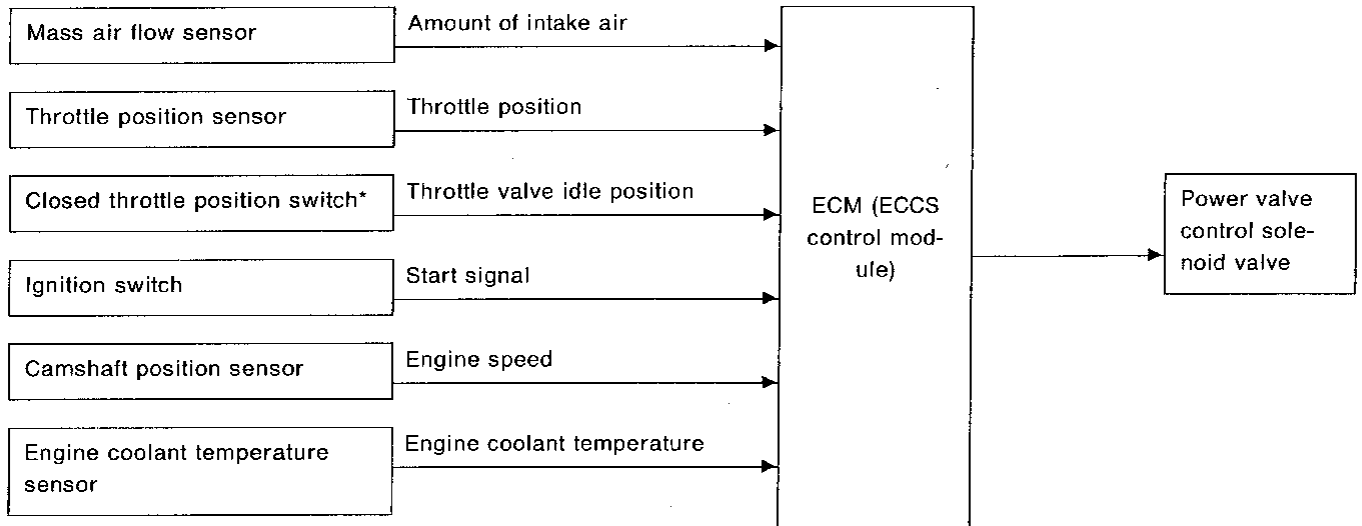 Mass air flow sensor
Amount of intake air
Throttle position sensor
Throttle position
Closed throttle position switch*
Throttle valve idle position
Ignition switch
Start signal
Camshaft position sensor
Engine speed
Engine coolant temperature
sensor
Engine coolant temperature
ECM (ECCS
control mod-
ule)
Power valve
control sole-
noid valve